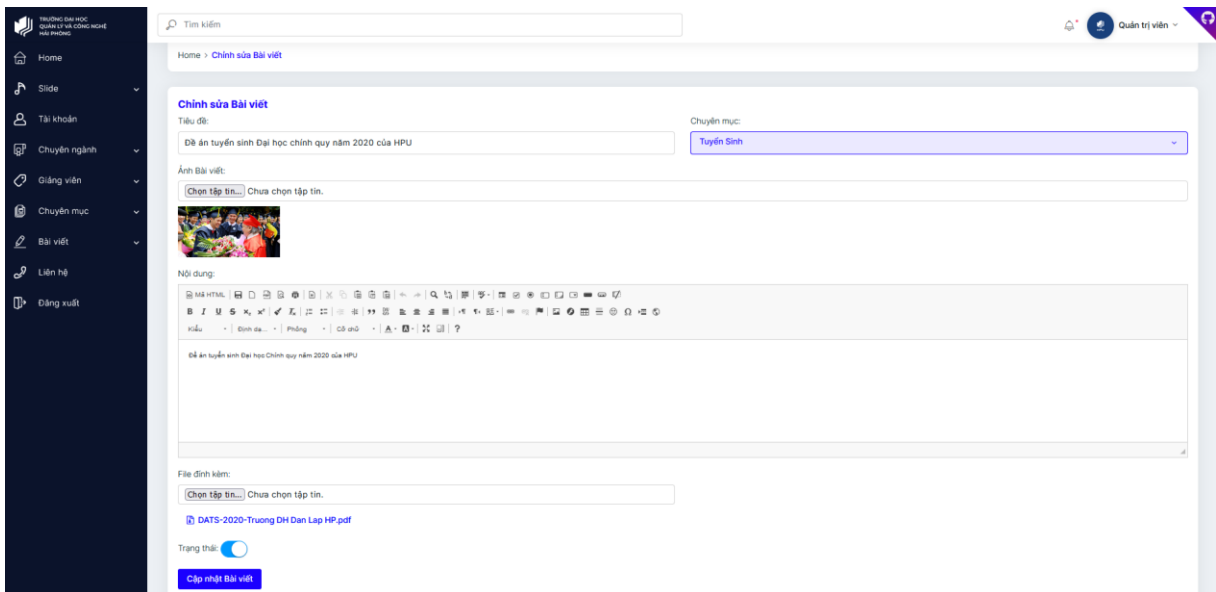 TRƯỜNG ĐẠI HỌC
QUẢN LÝ VÀ CÔNG NGHỆ
HẢI PHÒNG
Tìm kiếm
Quản trị viên
Home
Slide
Tài khoản
Chuyên ngành
Giảng viên
Chuyên mục
Bài viết
Liên hệ
Đăng xuất
Home > Chỉnh sửa Bài viết
Chỉnh sửa Bài viết
Tiêu đề:
Đề án tuyển sinh Đại học chính quy năm 2020 của HPU
Chuyên mục:
Tuyển Sinh
Ảnh Bài viết:
Chọn tập tin... Chưa chọn tập tin.
Nội dung:
Mã HTML
Kiểu Định dạ... Phông Cỡ chữ
Đề án tuyển sinh Đại học Chính quy năm 2020 của HPU
File đính kèm:
Chọn tập tin... Chưa chọn tập tin.
DATS-2020-Truong DH Dan Lap HP.pdf
Trạng thái:
Cập nhật Bài viết